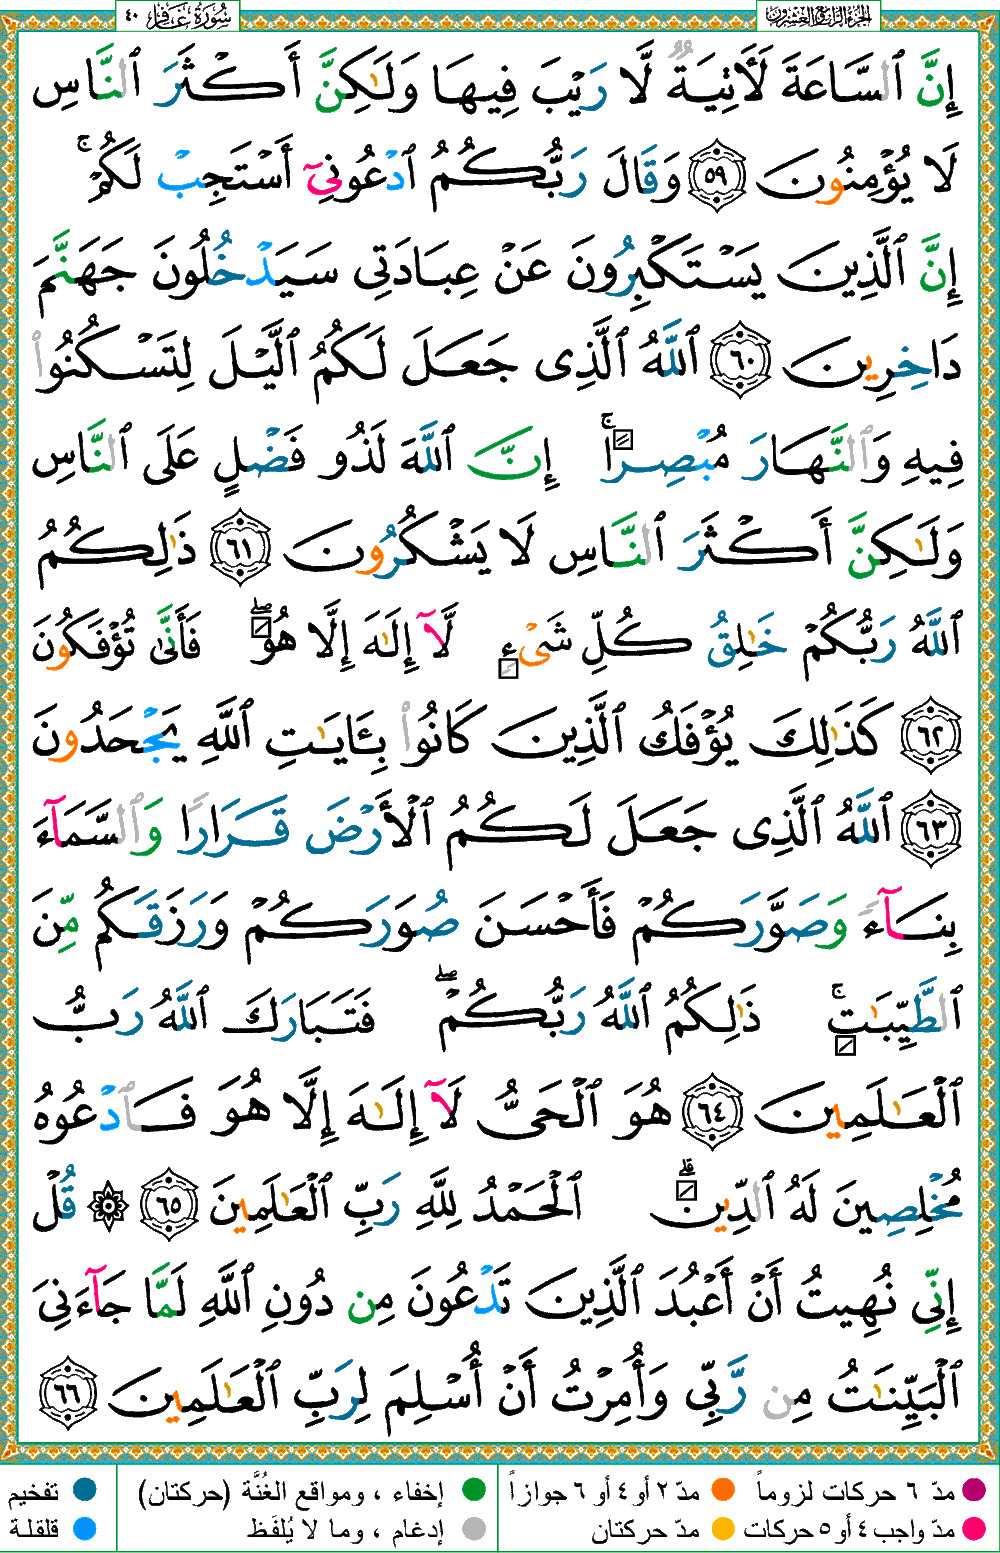 سُورَةُ غَافِر ٤٠
الجزء الرابع والعشرون
إِنَّ ٱلسَّاعَةَ لَأٓتِيَةٌ لَّا رَيْبَ فِيهَا وَلَٰكِنَّ أَكْثَرَ ٱلنَّاسِ
لَا يُؤْمِنُونَ ٥٩ وَقَالَ رَبُّكُمُ ٱدْعُونِىٓ أَسْتَجِبْ لَكُمْ ۚ
إِنَّ ٱلَّذِينَ يَسْتَكْبِرُونَ عَنْ عِبَادَتِى سَيَدْخُلُونَ جَهَنَّمَ
دَاخِرِينَ ٦٠ ٱللَّهُ ٱلَّذِى جَعَلَ لَكُمُ ٱلَّيْلَ لِتَسْكُنُوا۟
فِيهِ وَٱلنَّهَارَ مُبْصِرًا ۚ إِنَّ ٱللَّهَ لَذُو فَضْلٍ عَلَى ٱلنَّاسِ
وَلَٰكِنَّ أَكْثَرَ ٱلنَّاسِ لَا يَشْكُرُونَ ٦١ ذَٰلِكُمُ
ٱللَّهُ رَبُّكُمْ خَٰلِقُ كُلِّ شَىْءٍ لَّآ إِلَٰهَ إِلَّا هُوَ ۖ فَأَنَّىٰ تُؤْفَكُونَ
٦٢ كَذَٰلِكَ يُؤْفَكُ ٱلَّذِينَ كَانُوا۟ بِـَٔايَٰتِ ٱللَّهِ يَجْحَدُونَ
٦٣ ٱللَّهُ ٱلَّذِى جَعَلَ لَكُمُ ٱلْأَرْضَ قَرَارًا وَٱلسَّمَآءَ
بِنَآءً وَصَوَّرَكُمْ فَأَحْسَنَ صُوَرَكُمْ وَرَزَقَكُم مِّنَ
ٱلطَّيِّبَٰتِ ۚ ذَٰلِكُمُ ٱللَّهُ رَبُّكُمْ ۖ فَتَبَارَكَ ٱللَّهُ رَبُّ
ٱلْعَٰلَمِينَ ٦٤ هُوَ ٱلْحَىُّ لَآ إِلَٰهَ إِلَّا هُوَ فَٱدْعُوهُ
مُخْلِصِينَ لَهُ ٱلدِّينَ ۗ ٱلْحَمْدُ لِلَّهِ رَبِّ ٱلْعَٰلَمِينَ ٦٥ ۞ قُلْ
إِنِّى نُهِيتُ أَنْ أَعْبُدَ ٱلَّذِينَ تَدْعُونَ مِن دُونِ ٱللَّهِ لَمَّا جَآءَنِىَ
ٱلْبَيِّنَٰتُ مِن رَّبِّى وَأُمِرْتُ أَنْ أُسْلِمَ لِرَبِّ ٱلْعَٰلَمِينَ ٦٦
مدّ ٦ حركات لزوماً مدّ ٢ أو ٤ أو ٦ جوازاً إخفاء ، ومواقع الغُنَّة (حركتان) تفخيم
مدّ واجب ٤ أو ٥ حركات مدّ حركتان إدغام ، وما لا يُلفَظ قلقلة